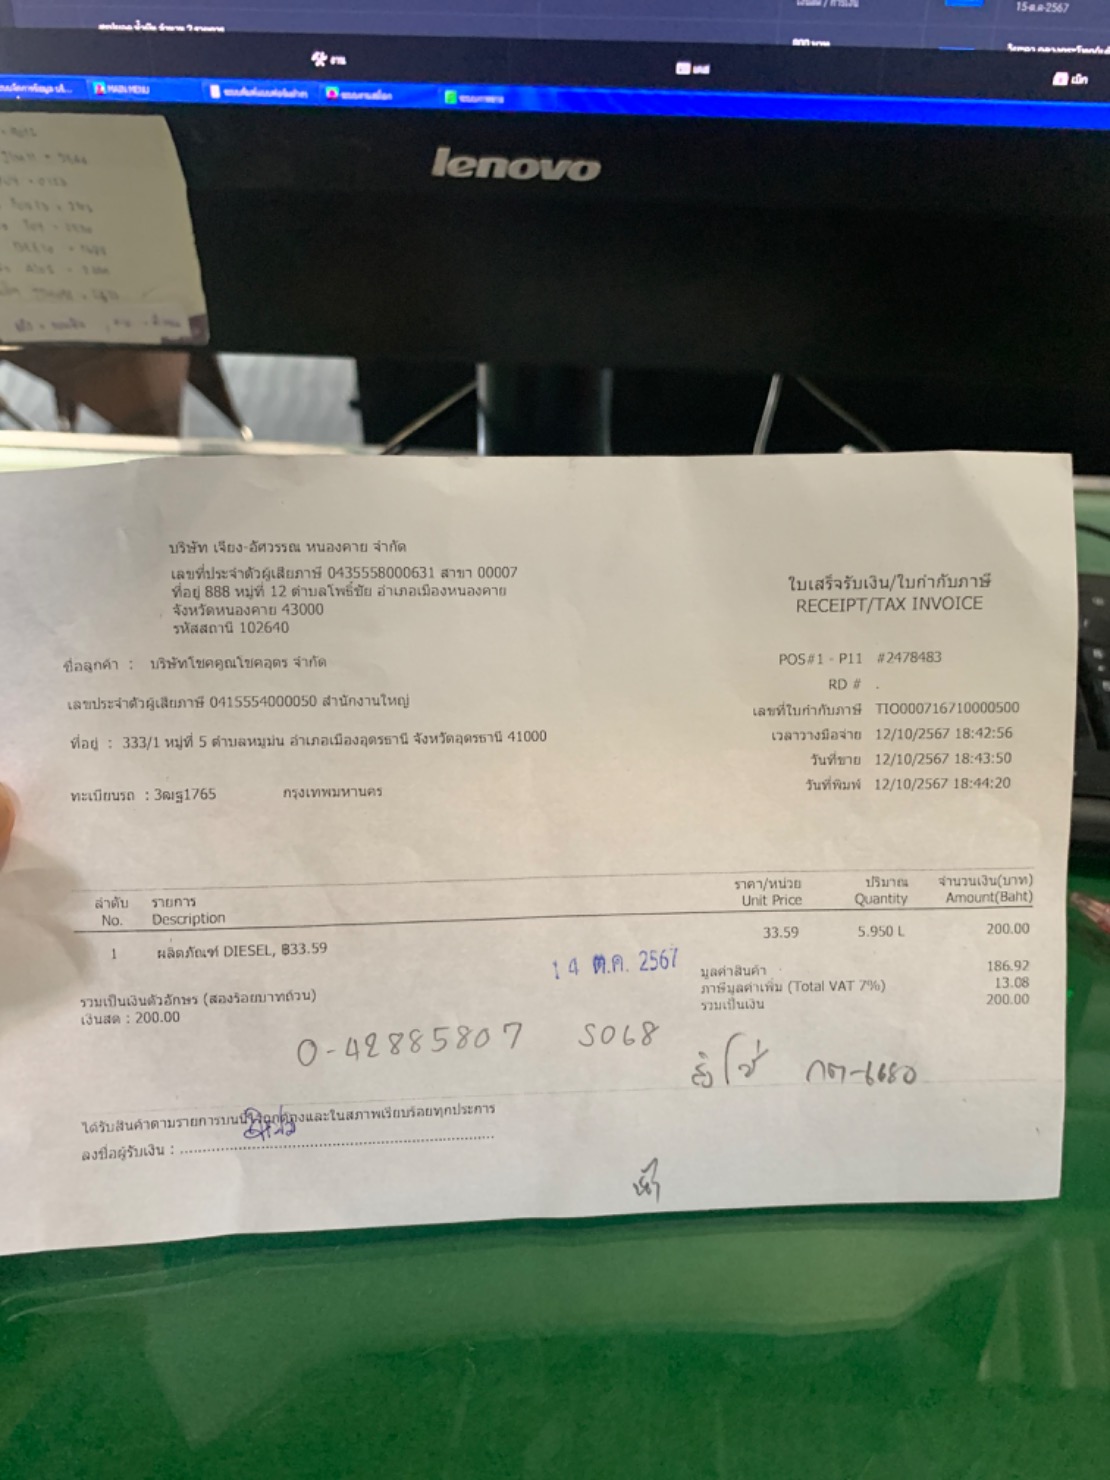 15-ต.ค-2567
งาน
เคส
เบิก
MAIN MENU
lenovo
บริษัท เจียง-อัศวรรณ หนองคาย จำกัด
เลขที่ประจำตัวผู้เสียภาษี 0435558000631 สาขา 00007
ที่อยู่ 888 หมู่ที่ 12 ตำบลโพธิ์ชัย อำเภอเมืองหนองคาย
จังหวัดหนองคาย 43000
รหัสสถานี 102640
ใบเสร็จรับเงิน/ใบกำกับภาษี
RECEIPT/TAX INVOICE
ชื่อลูกค้า : บริษัทโชคคูณโชคอุดร จำกัด
เลขประจำตัวผู้เสียภาษี 0415554000050 สำนักงานใหญ่
ที่อยู่ : 333/1 หมู่ที่ 5 ตำบลหมูม่น อำเภอเมืองอุดรธานี จังหวัดอุดรธานี 41000
ทะเบียนรถ : 3ฒฐ1765 กรุงเทพมหานคร
POS#1 - P11 #2478483
RD # .
เลขที่ใบกำกับภาษี TIO000716710000500
เวลาวางมือจ่าย 12/10/2567 18:42:56
วันที่ขาย 12/10/2567 18:43:50
วันที่พิมพ์ 12/10/2567 18:44:20
ลำดับ รายการ ราคา/หน่วย ปริมาณ จำนวนเงิน(บาท)
No. Description Unit Price Quantity Amount(Baht)
1 ผลิตภัณฑ์ DIESEL, ฿33.59 33.59 5.950 L 200.00
14 ต.ค. 2567
มูลค่าสินค้า 186.92
ภาษีมูลค่าเพิ่ม (Total VAT 7%) 13.08
รวมเป็นเงิน 200.00
รวมเป็นเงินตัวอักษร (สองร้อยบาทถ้วน)
เงินสด : 200.00
0-42885807 5068
ได้รับสินค้าตามรายการบนนี้ไว้ถูกต้องและในสภาพเรียบร้อยทุกประการ
ลงชื่อผู้รับเงิน :